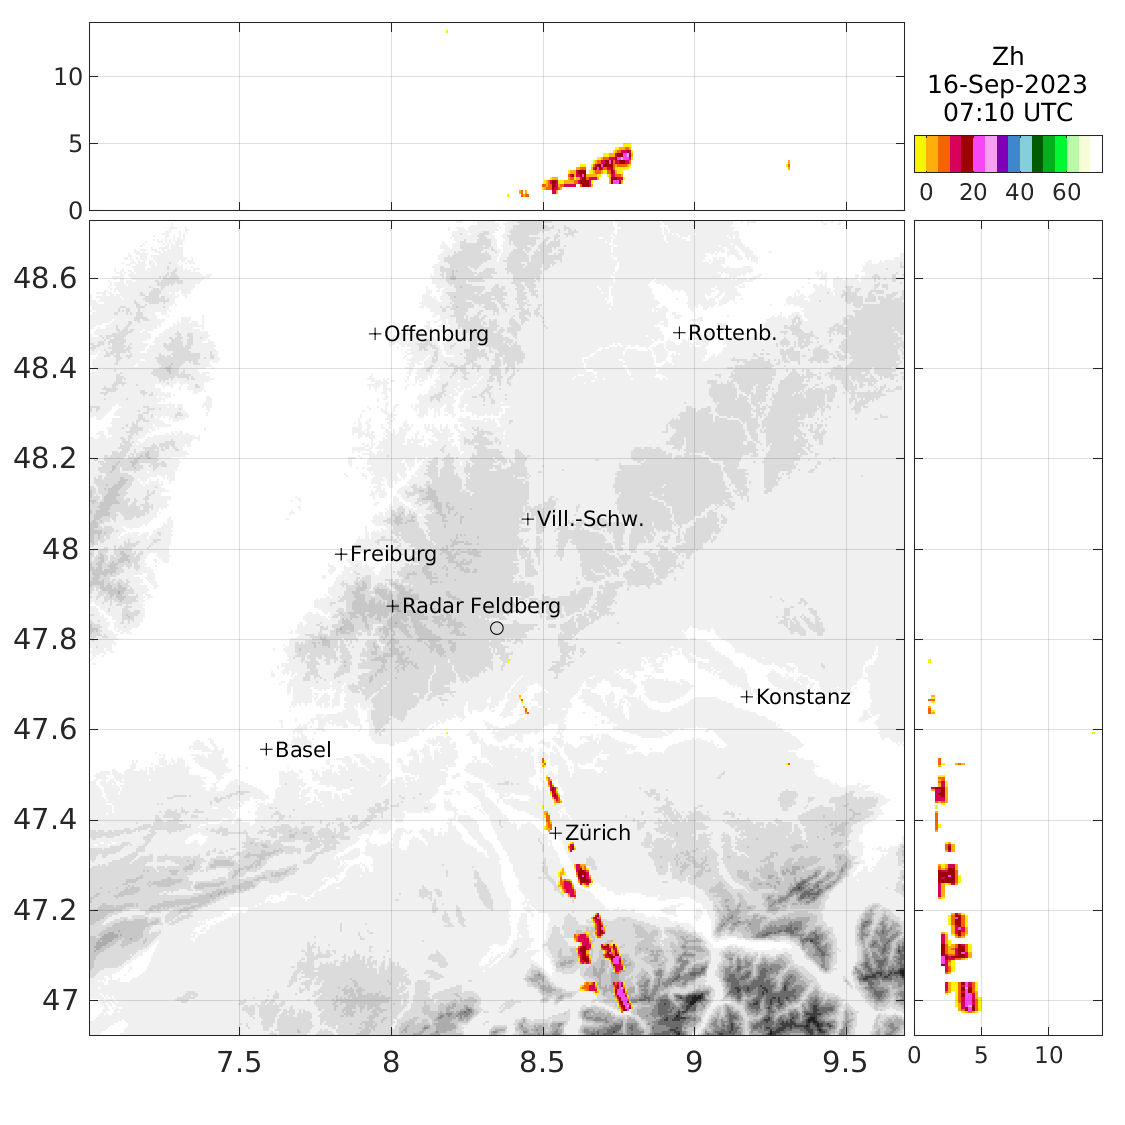 Zh
16-Sep-2023
07:10 UTC
0 20 40 60
10
5
0
48.6
48.4
48.2
48
47.8
47.6
47.4
47.2
47
+Offenburg
+Rottenb.
+Vill.-Schw.
+Freiburg
+Radar Feldberg
+Konstanz
+Basel
+Zürich
7.5 8 8.5 9 9.5
0 5 10